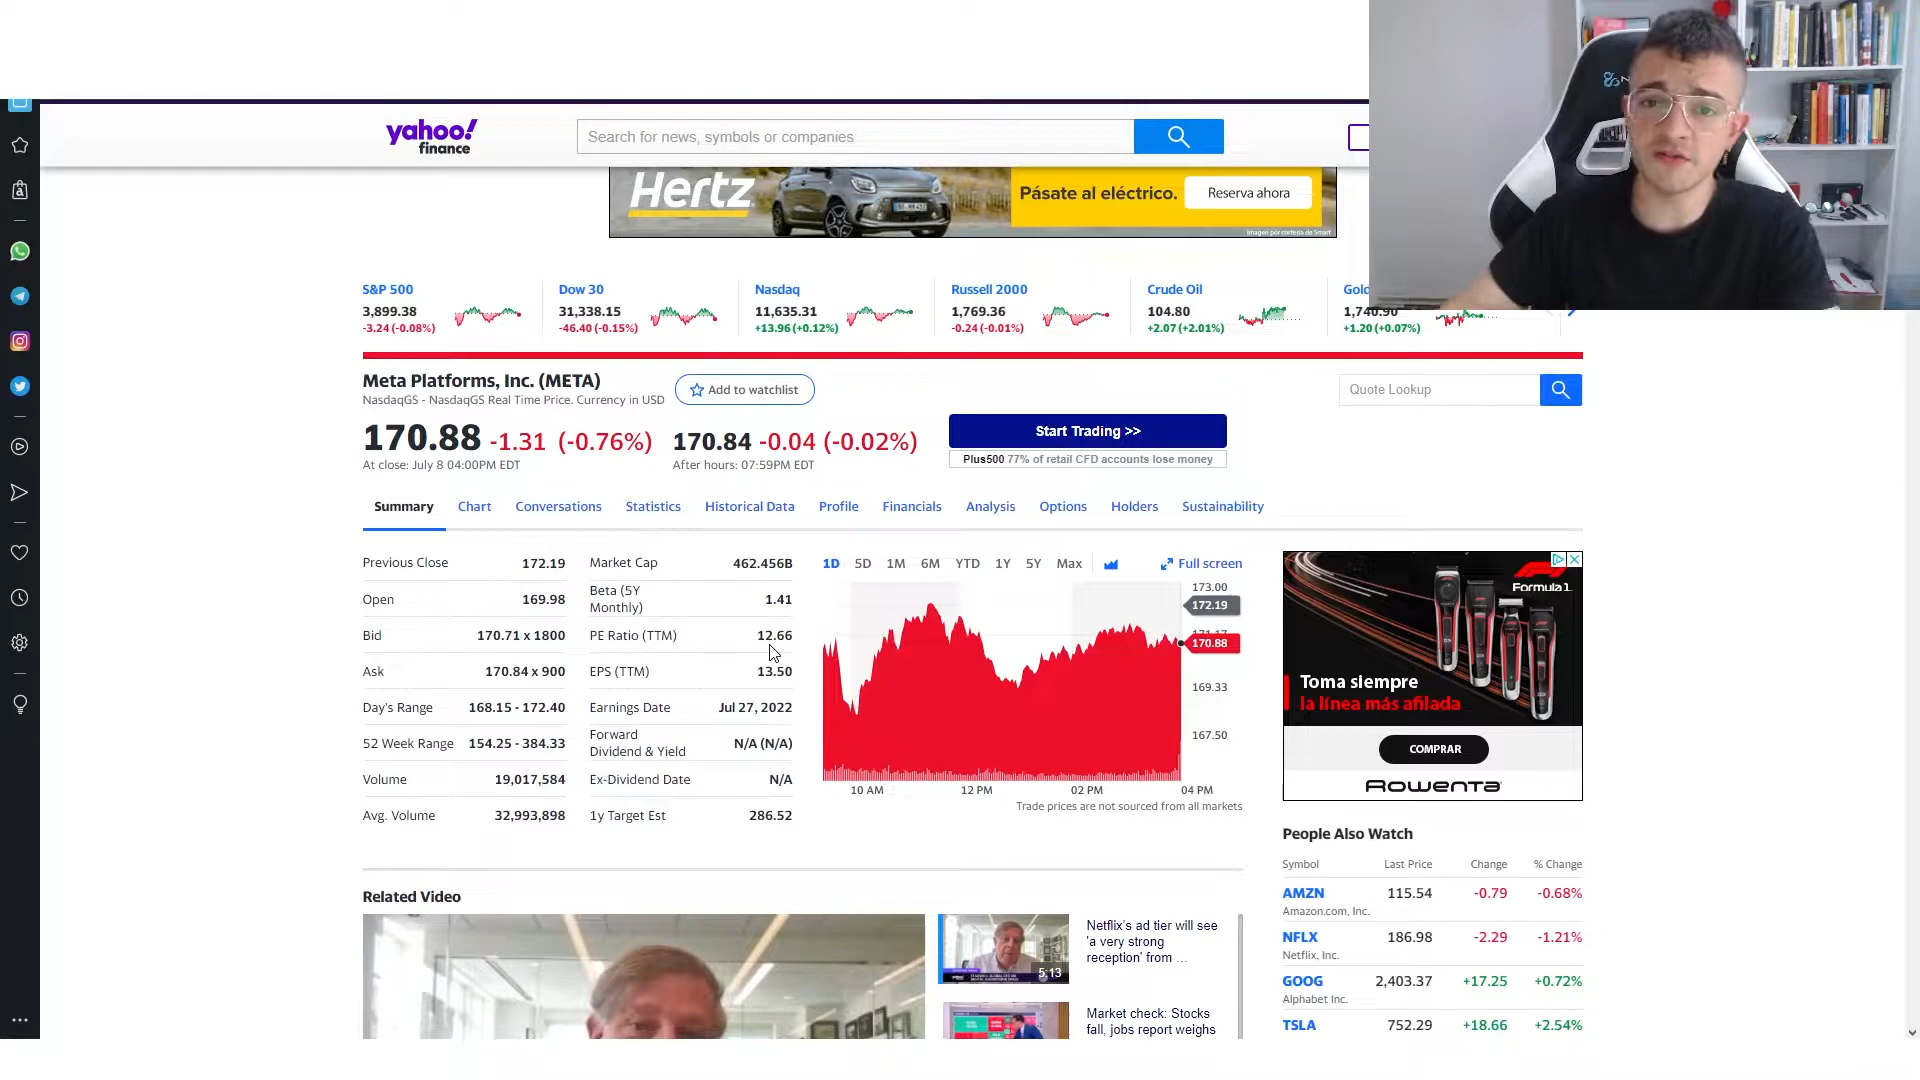 yahoo!
finance
Search for news, symbols or companies
Hertz
Pásate al eléctrico.
Reserva ahora
Imagen por cortesía de Smart
S&P 500
3,899.38
-3.24 (-0.08%)
Dow 30
31,338.15
-46.40 (-0.15%)
Nasdaq
11,635.31
+13.96 (+0.12%)
Russell 2000
1,769.36
-0.24 (-0.01%)
Crude Oil
104.80
+2.07 (+2.01%)
Gold
1,740.90
+1.20 (+0.07%)
Meta Platforms, Inc. (META)
NasdaqGS - NasdaqGS Real Time Price. Currency in USD
Add to watchlist
Quote Lookup
170.88 -1.31 (-0.76%)
At close: July 8 04:00PM EDT
170.84 -0.04 (-0.02%)
After hours: 07:59PM EDT
Start Trading >>
Plus500 77% of retail CFD accounts lose money
Summary Chart Conversations Statistics Historical Data Profile Financials Analysis Options Holders Sustainability
Previous Close 172.19
Open 169.98
Bid 170.71 x 1800
Ask 170.84 x 900
Day's Range 168.15 - 172.40
52 Week Range 154.25 - 384.33
Volume 19,017,584
Avg. Volume 32,993,898
Market Cap 462.456B
Beta (5Y
Monthly) 1.41
PE Ratio (TTM) 12.66
EPS (TTM) 13.50
Earnings Date Jul 27, 2022
Forward
Dividend & Yield N/A (N/A)
Ex-Dividend Date N/A
1y Target Est 286.52
1D 5D 1M 6M YTD 1Y 5Y Max Full screen
173.00
172.19
171.17
170.88
169.33
167.50
10 AM 12 PM 02 PM 04 PM
Trade prices are not sourced from all markets
Formula1
Toma siempre
la línea más afilada
COMPRAR
Rowenta
People Also Watch
Symbol Last Price Change % Change
AMZN 115.54 -0.79 -0.68%
Amazon.com, Inc.
NFLX 186.98 -2.29 -1.21%
Netflix, Inc.
GOOG 2,403.37 +17.25 +0.72%
Alphabet Inc.
TSLA 752.29 +18.66 +2.54%
Related Video
5:13
Netflix's ad tier will see
'a very strong
reception' from ...
Market check: Stocks
fall, jobs report weighs